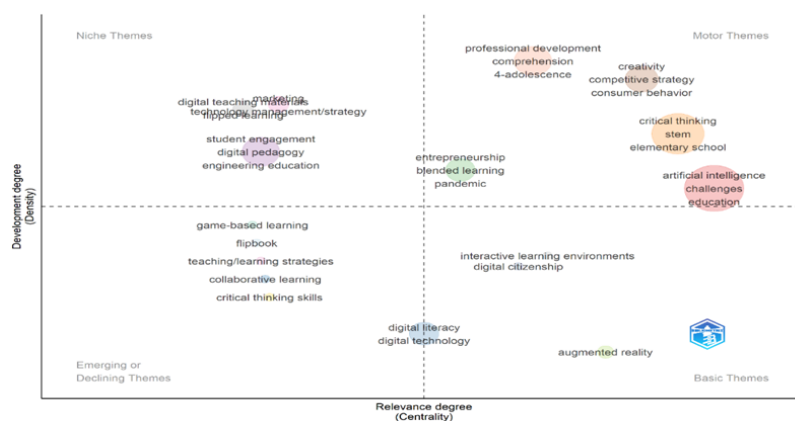 Niche Themes
Motor Themes
professional development
comprehension
4-adolescence
creativity
competitive strategy
consumer behavior
marketing
digital teaching materials
technology management/strategy
flipped learning
critical thinking
stem
elementary school
student engagement
digital pedagogy
engineering education
entrepreneurship
blended learning
pandemic
artificial intelligence
challenges
education
Development degree
(Density)
game-based learning
flipbook
teaching/learning strategies
collaborative learning
critical thinking skills
interactive learning environments
digital citizenship
digital literacy
digital technology
augmented reality
Emerging or
Declining Themes
Basic Themes
Relevance degree
(Centrality)